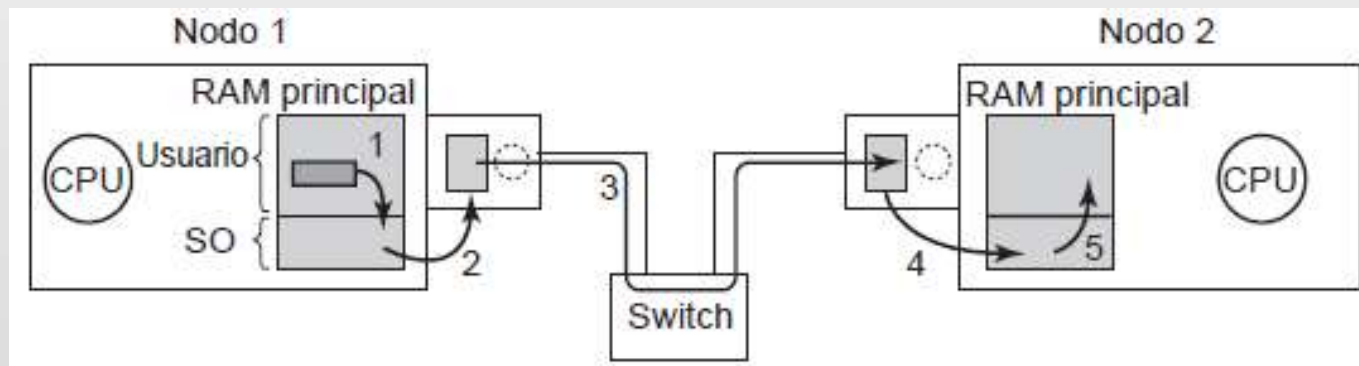 Nodo 1
Nodo 2
RAM principal
RAM principal
Usuario
1
CPU
CPU
3
SO
2
4
5
Switch